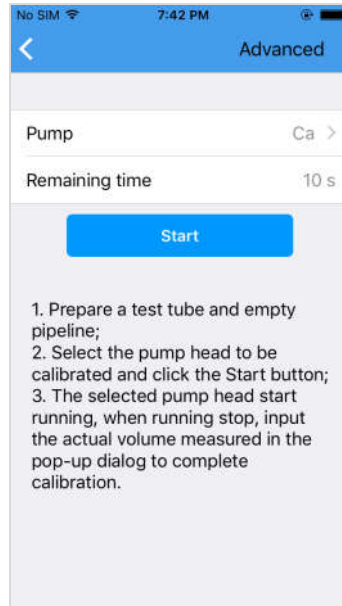 No SIM 7:42 PM
Advanced
Pump Ca
Remaining time 10 s
Start
1. Prepare a test tube and empty
pipeline;
2. Select the pump head to be
calibrated and click the Start button;
3. The selected pump head start
running, when running stop, input
the actual volume measured in the
pop-up dialog to complete
calibration.